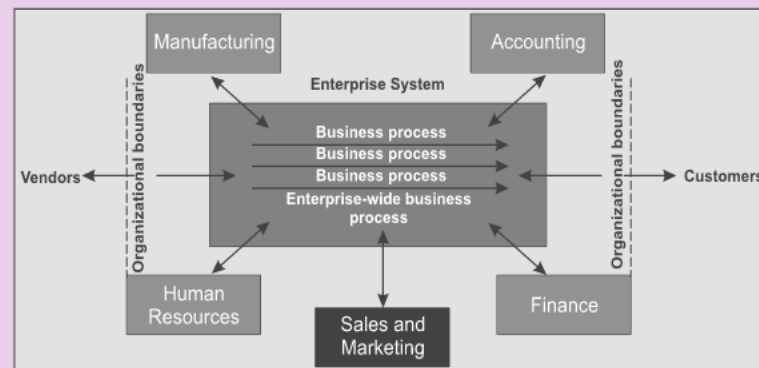 Manufacturing
Accounting
Enterprise System
Organizational boundaries
Organizational boundaries
Business process
Business process
Business process
Enterprise-wide business
process
Vendors
Customers
Human
Resources
Sales and
Marketing
Finance